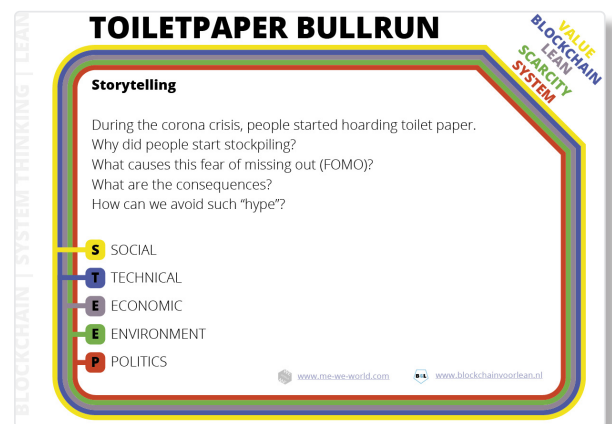 TOILETPAPER BULLRUN
VALUE
BLOCKCHAIN
LEAN
SCARCITY
SYSTEM
Storytelling
During the corona crisis, people started hoarding toilet paper.
Why did people start stockpiling?
What causes this fear of missing out (FOMO)?
What are the consequences?
How can we avoid such “hype”?
S SOCIAL
T TECHNICAL
E ECONOMIC
E ENVIRONMENT
P POLITICS
www.me-we-world.com
B&L www.blockchainvoorlean.nl
BLOCKCHAIN | SYSTEM THINKING | LEAN